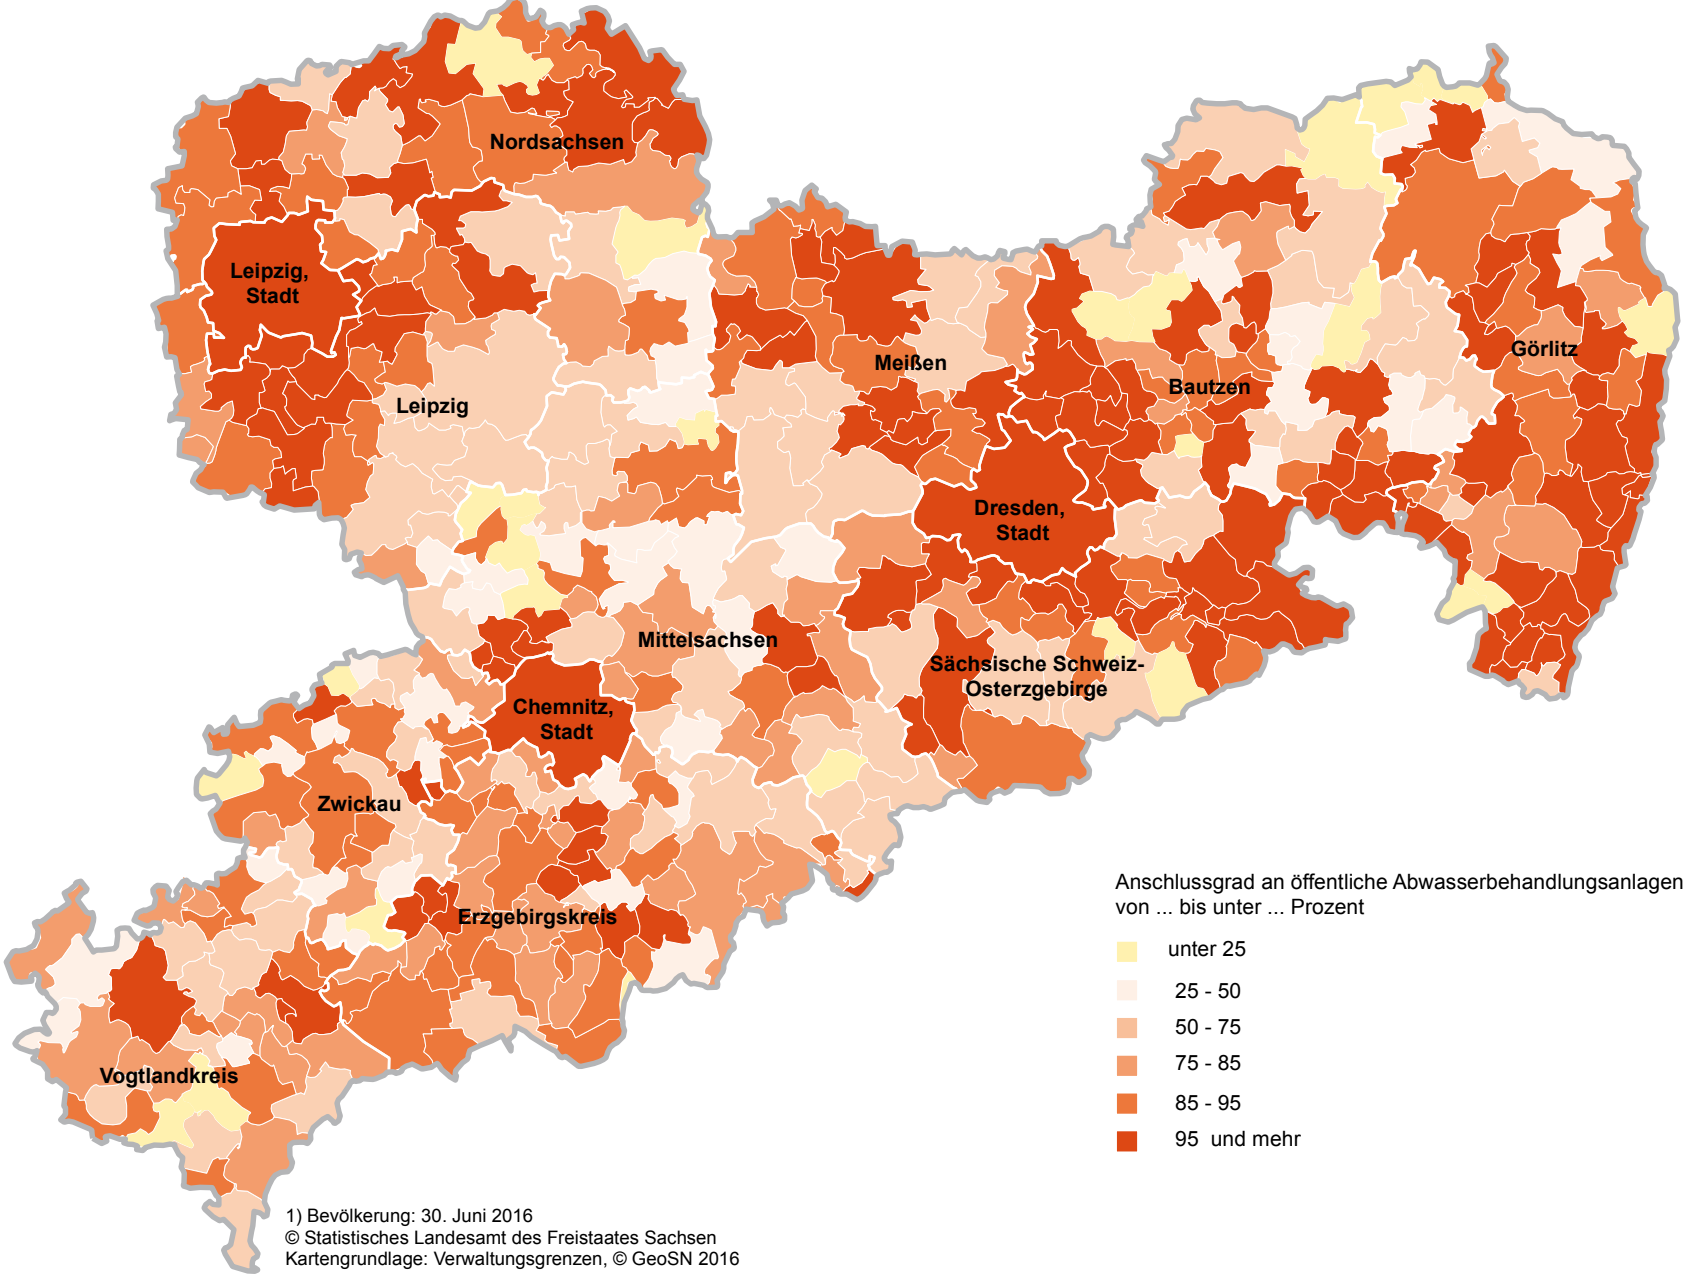 Nordsachsen
Leipzig,
Stadt
Görlitz
Meißen
Bautzen
Leipzig
Dresden,
Stadt
Mittelsachsen
Sächsische Schweiz-
Osterzgebirge
Chemnitz,
Stadt
Zwickau
Erzgebirgskreis
Vogtlandkreis
Anschlussgrad an öffentliche Abwasserbehandlungsanlagen
von ... bis unter ... Prozent
unter 25
25 - 50
50 - 75
75 - 85
85 - 95
95 und mehr
1) Bevölkerung: 30. Juni 2016
© Statistisches Landesamt des Freistaates Sachsen
Kartengrundlage: Verwaltungsgrenzen, © GeoSN 2016